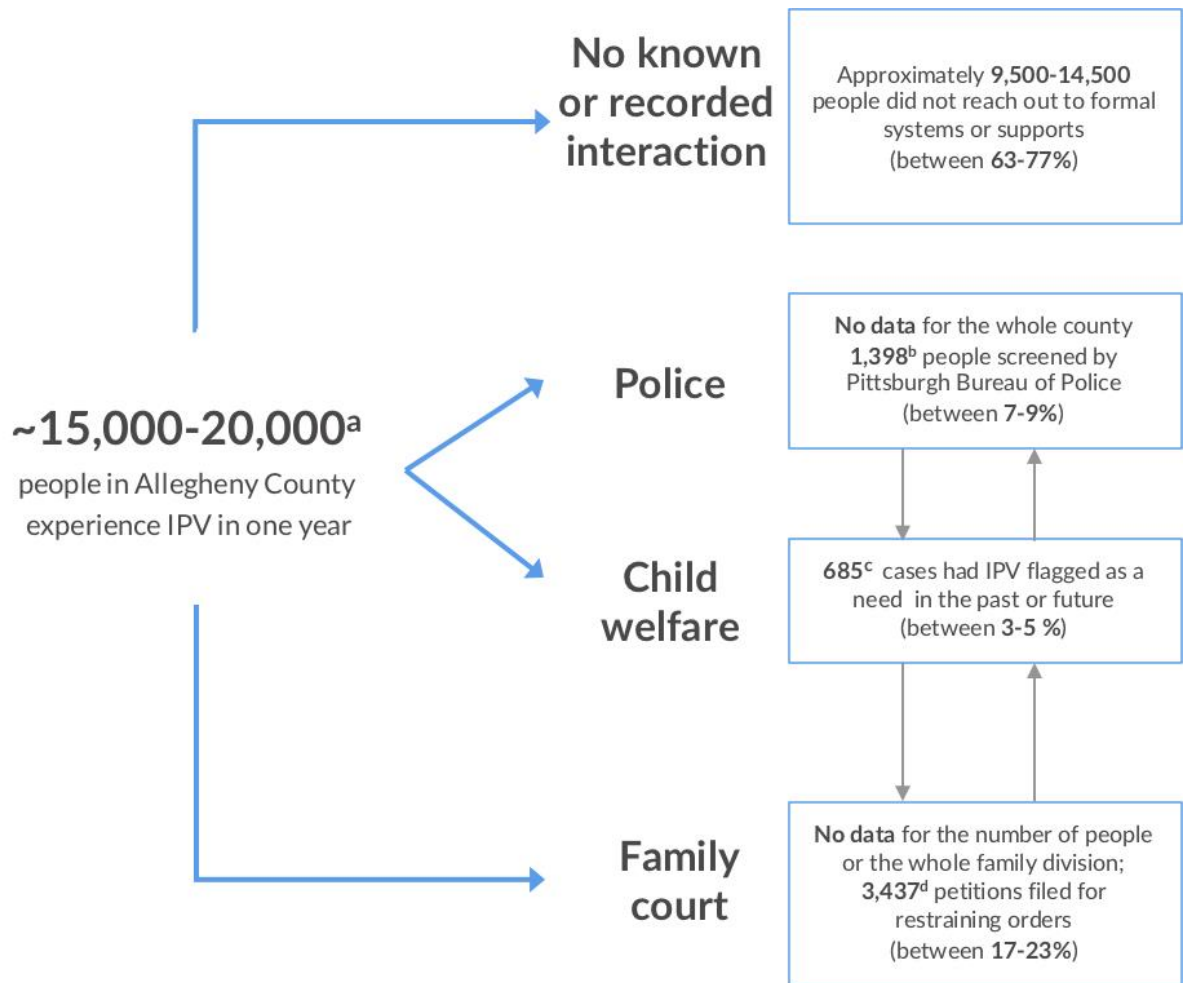 No known
or recorded
interaction
Approximately 9,500-14,500
people did not reach out to formal
systems or supports
(between 63-77%)
~15,000-20,000ᵃ
people in Allegheny County
experience IPV in one year
Police
No data for the whole county
1,398ᵇ people screened by
Pittsburgh Bureau of Police
(between 7-9%)
Child
welfare
685ᶜ cases had IPV flagged as a
need in the past or future
(between 3-5 %)
Family
court
No data for the number of people
or the whole family division;
3,437ᵈ petitions filed for
restraining orders
(between 17-23%)